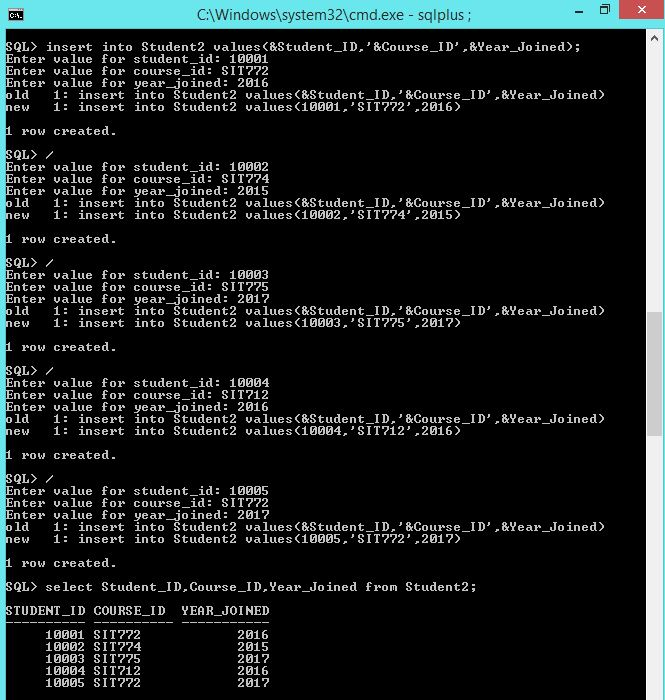 C:\Windows\system32\cmd.exe - sqlplus ;
SQL> insert into Student2 values(&Student_ID,'&Course_ID',&Year_Joined);
Enter value for student_id: 10001
Enter value for course_id: SIT772
Enter value for year_joined: 2016
old   1: insert into Student2 values(&Student_ID,'&Course_ID',&Year_Joined)
new   1: insert into Student2 values(10001,'SIT772',2016)
1 row created.
SQL> /
Enter value for student_id: 10002
Enter value for course_id: SIT774
Enter value for year_joined: 2015
old   1: insert into Student2 values(&Student_ID,'&Course_ID',&Year_Joined)
new   1: insert into Student2 values(10002,'SIT774',2015)
1 row created.
SQL> /
Enter value for student_id: 10003
Enter value for course_id: SIT775
Enter value for year_joined: 2017
old   1: insert into Student2 values(&Student_ID,'&Course_ID',&Year_Joined)
new   1: insert into Student2 values(10003,'SIT775',2017)
1 row created.
SQL> /
Enter value for student_id: 10004
Enter value for course_id: SIT712
Enter value for year_joined: 2016
old   1: insert into Student2 values(&Student_ID,'&Course_ID',&Year_Joined)
new   1: insert into Student2 values(10004,'SIT712',2016)
1 row created.
SQL> /
Enter value for student_id: 10005
Enter value for course_id: SIT772
Enter value for year_joined: 2017
old   1: insert into Student2 values(&Student_ID,'&Course_ID',&Year_Joined)
new   1: insert into Student2 values(10005,'SIT772',2017)
1 row created.
SQL> select Student_ID,Course_ID,Year_Joined from Student2;
STUDENT_ID COURSE_ID  YEAR_JOINED
---------- ---------- -----------
     10001 SIT772            2016
     10002 SIT774            2015
     10003 SIT775            2017
     10004 SIT712            2016
     10005 SIT772            2017